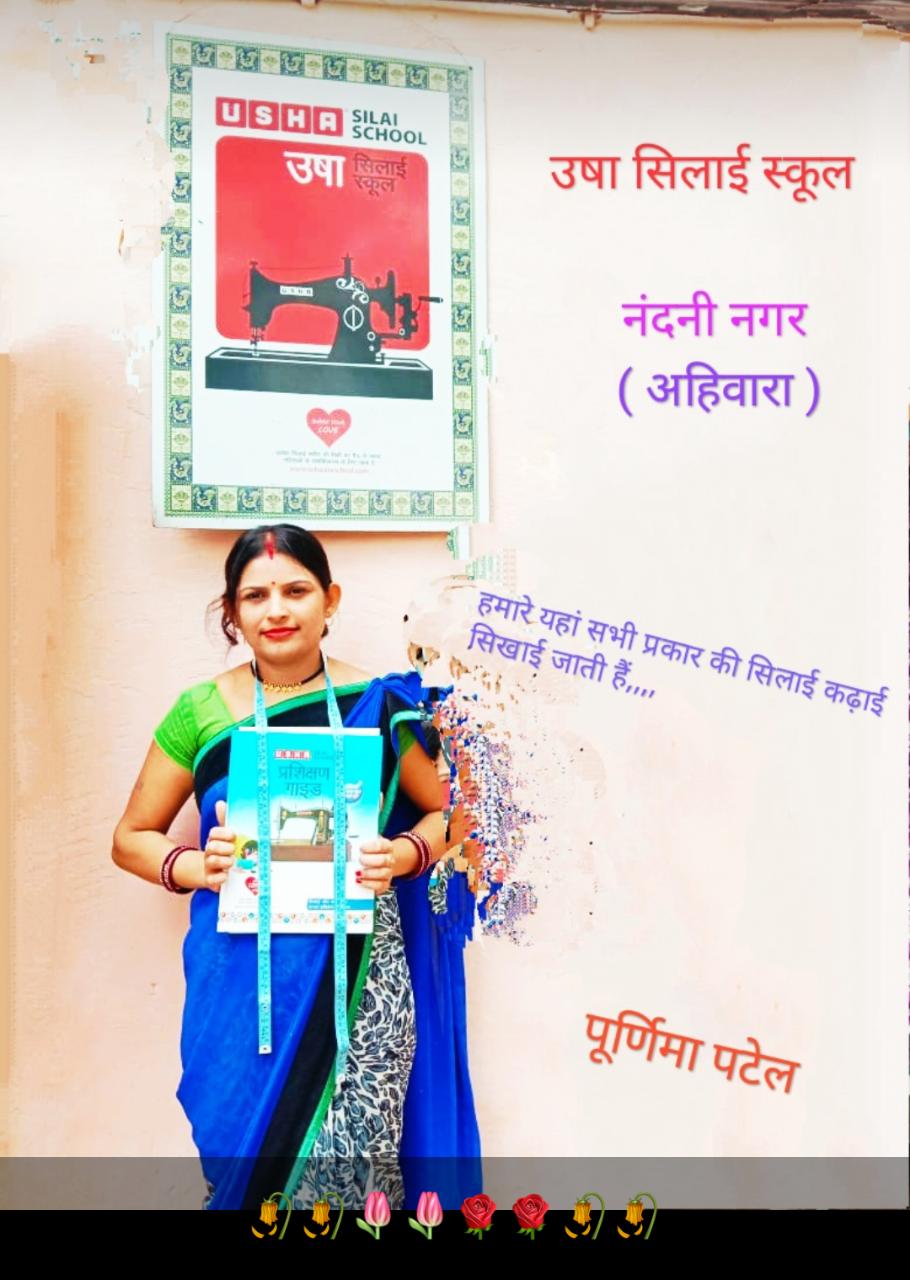 USHA SILAI
SCHOOL
उषा सिलाई
स्कूल
USHA
LOVE
उषा सिलाई स्कूल
नंदनी नगर
( अहिवारा )
हमारे यहां सभी प्रकार की सिलाई कढ़ाई
सिखाई जाती हैं,,,,
USHA
प्रशिक्षण
गाइड
पूर्णिमा पटेल